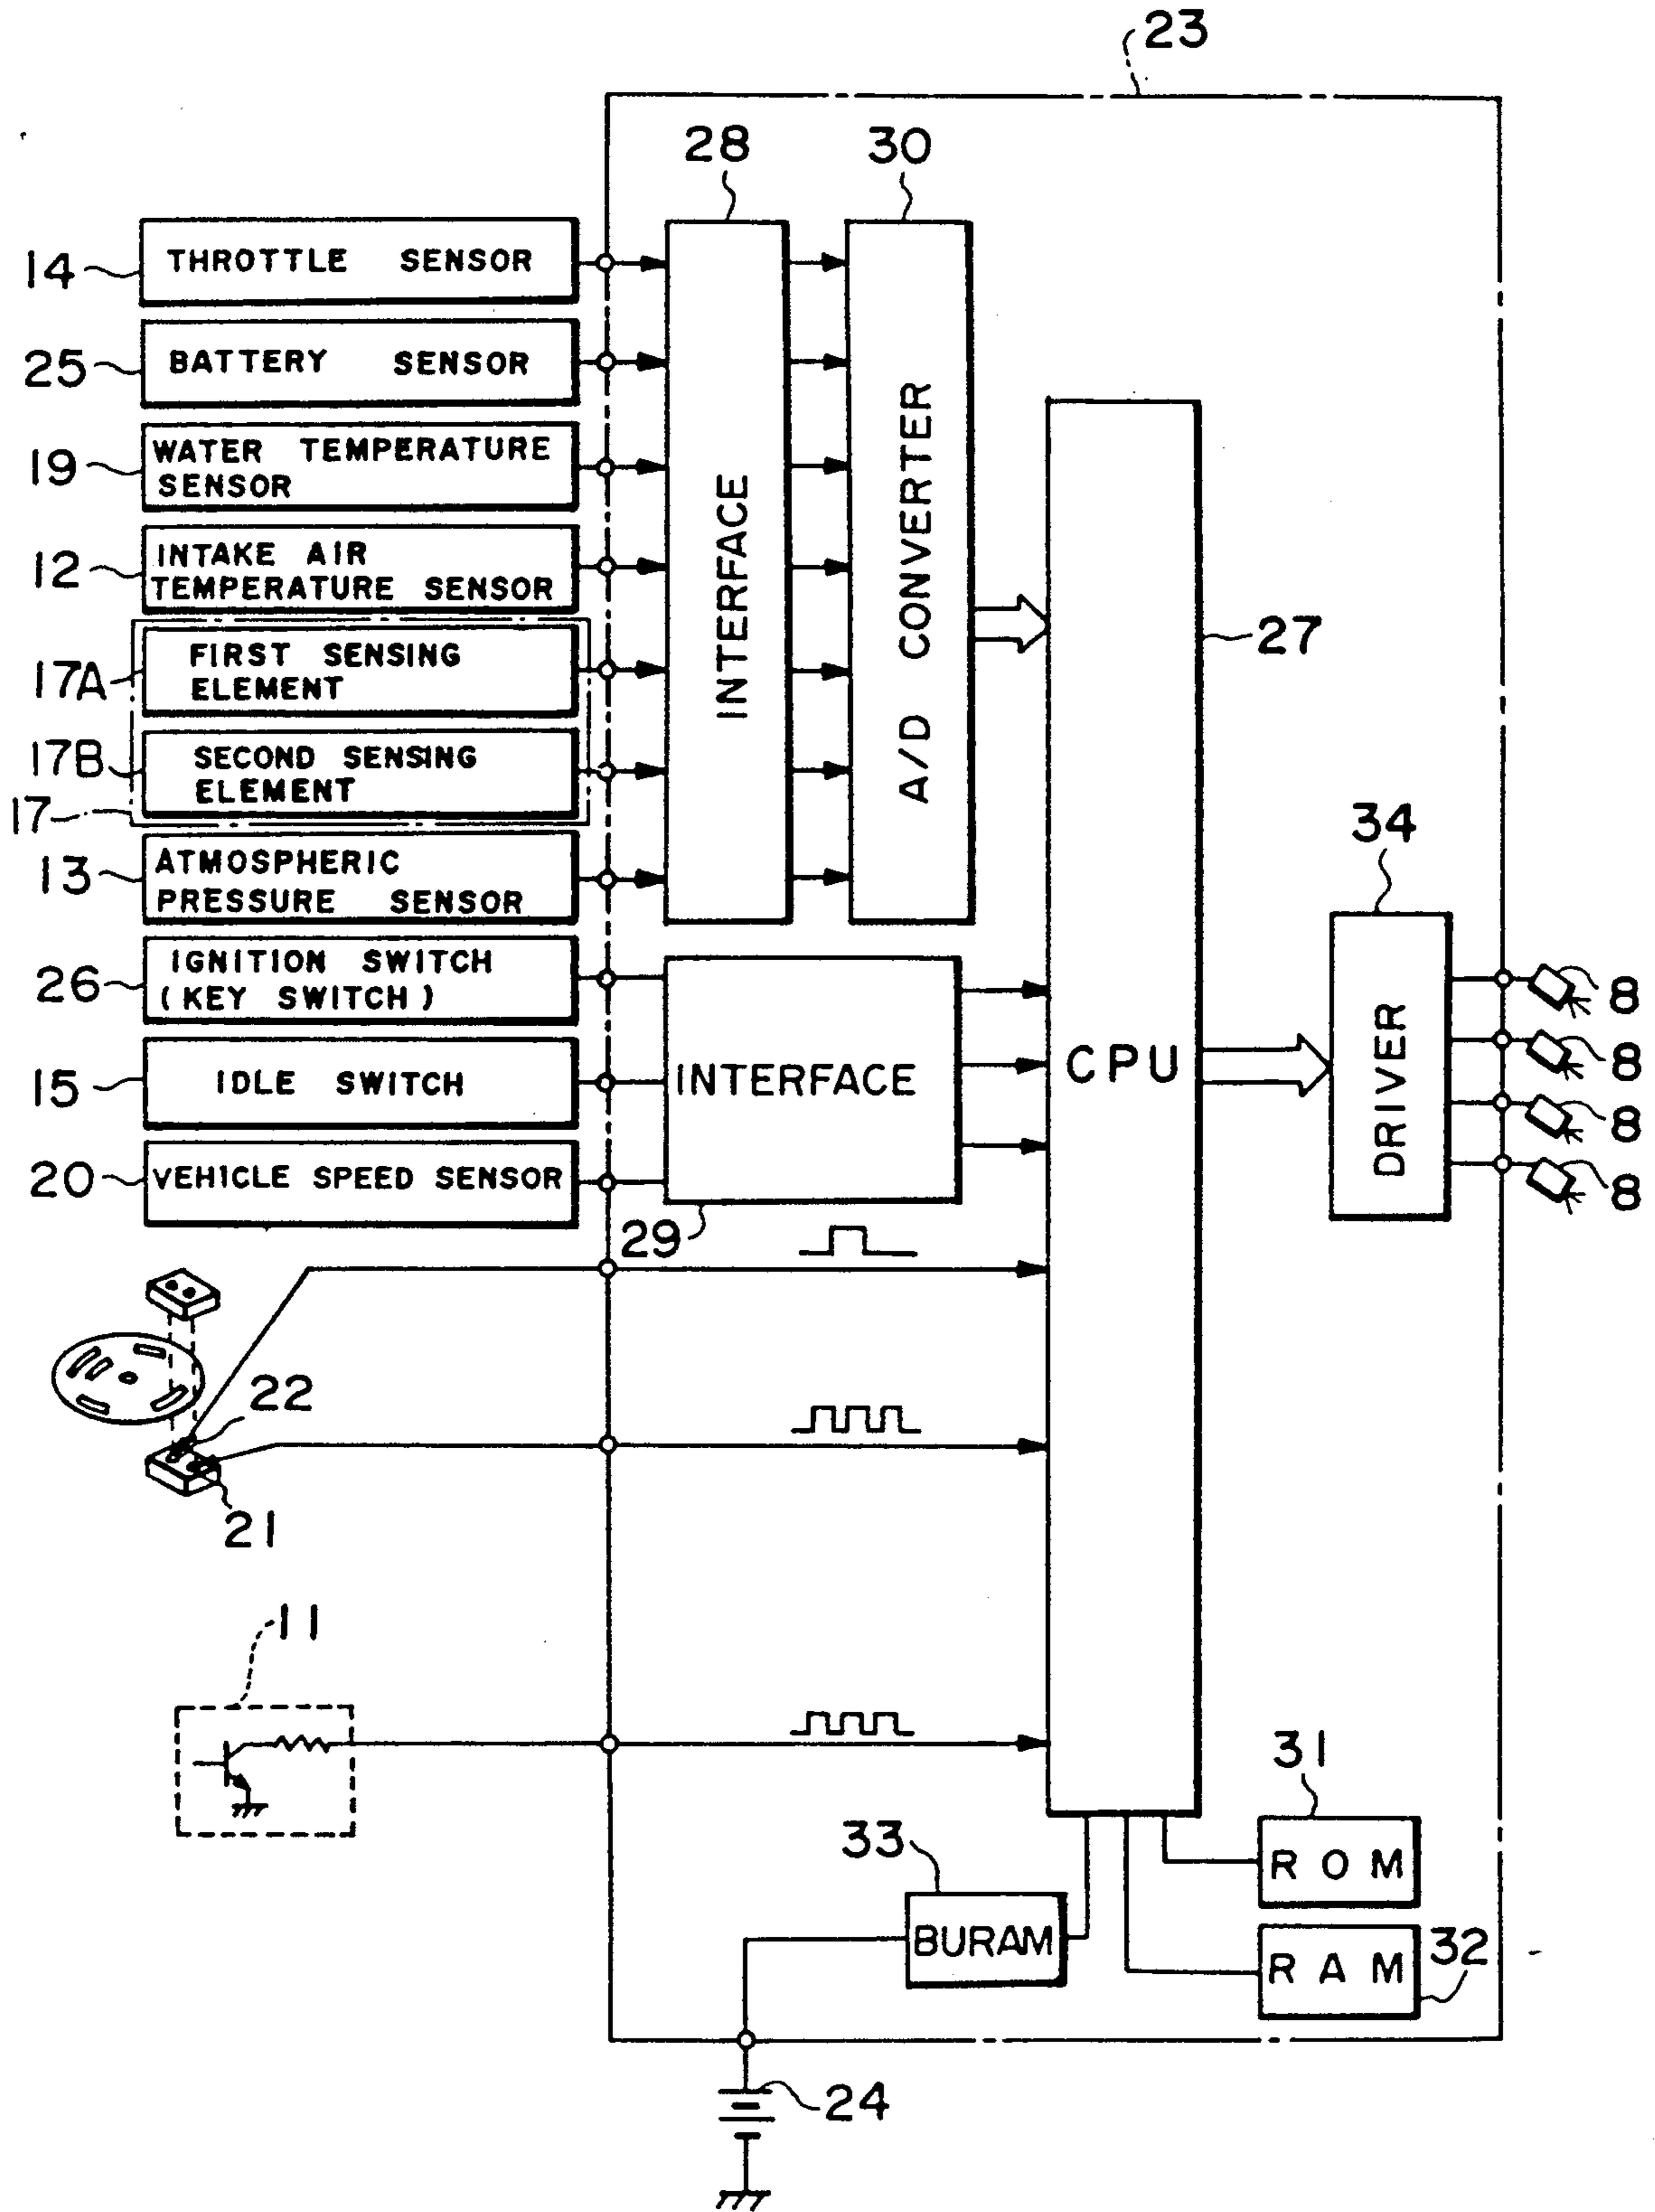 23
28
30
14
THROTTLE SENSOR
25
BATTERY SENSOR
19
WATER TEMPERATURE
SENSOR
12
INTAKE AIR
TEMPERATURE SENSOR
17A
FIRST SENSING
ELEMENT
17B
SECOND SENSING
ELEMENT
17
13
ATMOSPHERIC
PRESSURE SENSOR
26
IGNITION SWITCH
(KEY SWITCH)
15
IDLE SWITCH
20
VEHICLE SPEED SENSOR
INTERFACE
A/D CONVERTER
INTERFACE
29
CPU
27
34
DRIVER
8
8
8
8
22
21
11
33
BURAM
31
ROM
RAM
32
24